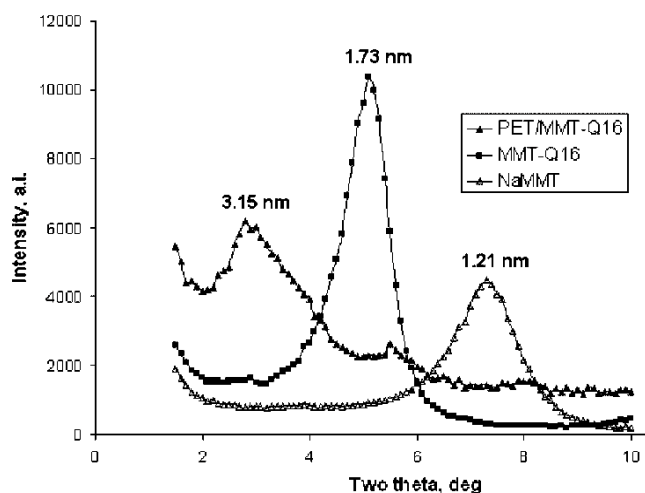 12000
10000
8000
6000
4000
2000
0
Intensity, a.i.
1.73 nm
3.15 nm
1.21 nm
PET/MMT-Q16
MMT-Q16
NaMMT
0 2 4 6 8 10
Two theta, deg